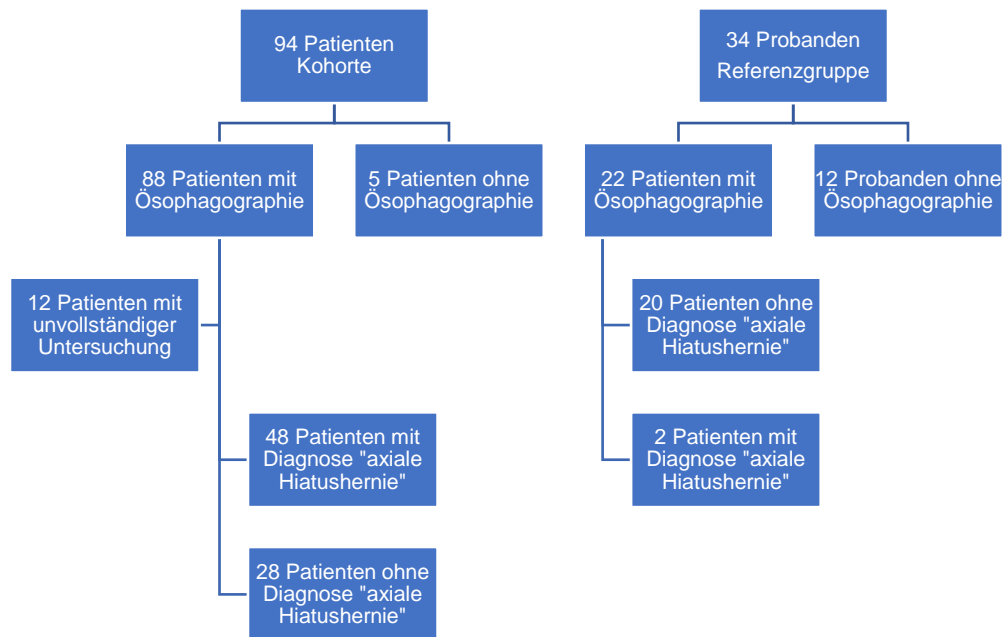 94 Patienten
Kohorte
88 Patienten mit
Ösophagographie
5 Patienten ohne
Ösophagographie
12 Patienten mit
unvollständiger
Untersuchung
48 Patienten mit
Diagnose "axiale
Hiatushernie"
28 Patienten ohne
Diagnose "axiale
Hiatushernie"
34 Probanden
Referenzgruppe
22 Patienten mit
Ösophagographie
12 Probanden ohne
Ösophagographie
20 Patienten ohne
Diagnose "axiale
Hiatushernie"
2 Patienten mit
Diagnose "axiale
Hiatushernie"